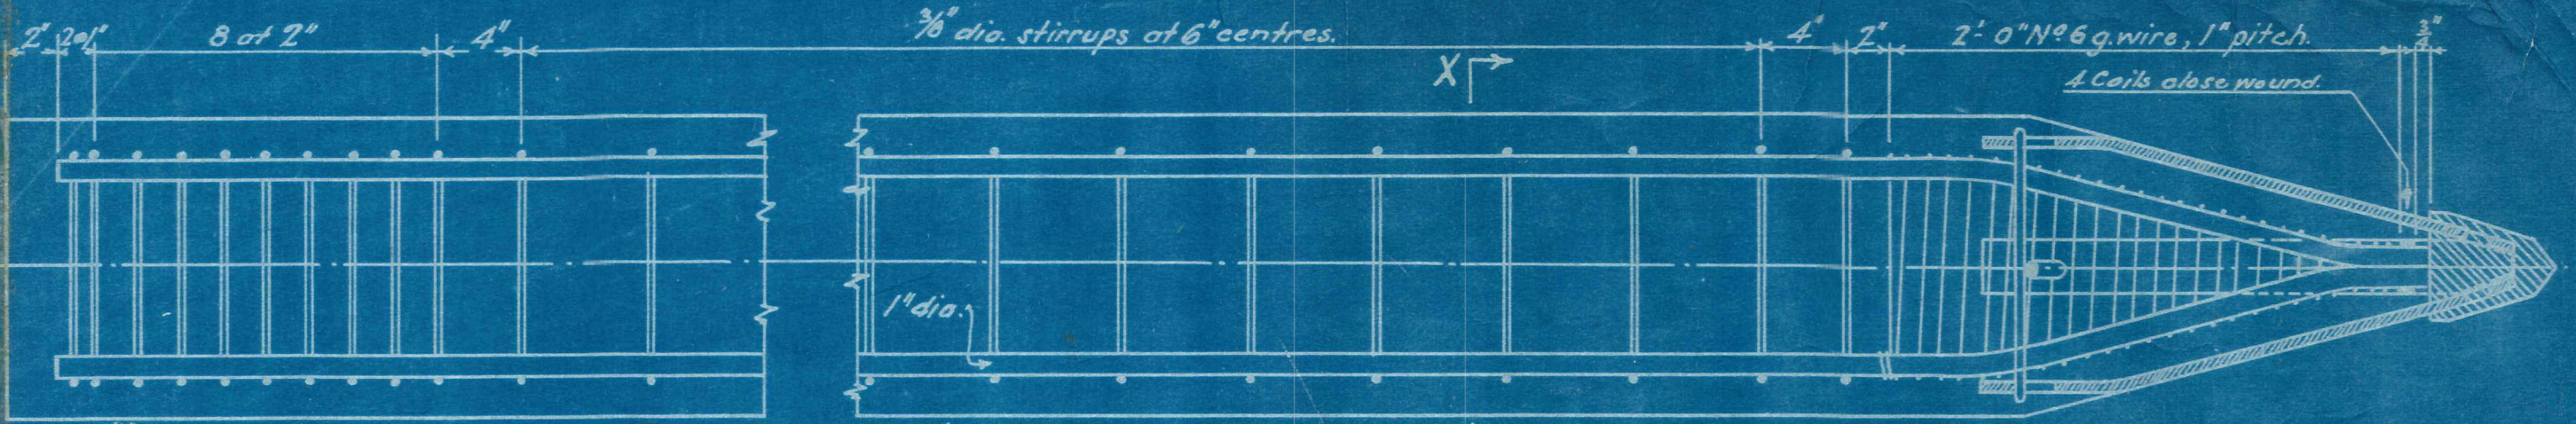 2" 2@1" 8 at 2" 4" 3/8" dia. stirrups at 6" centres. 4" 2" 2'-0" Nº 6 g. wire, 1" pitch. 3/4"
X
4 Coils close wound.
1" dia.